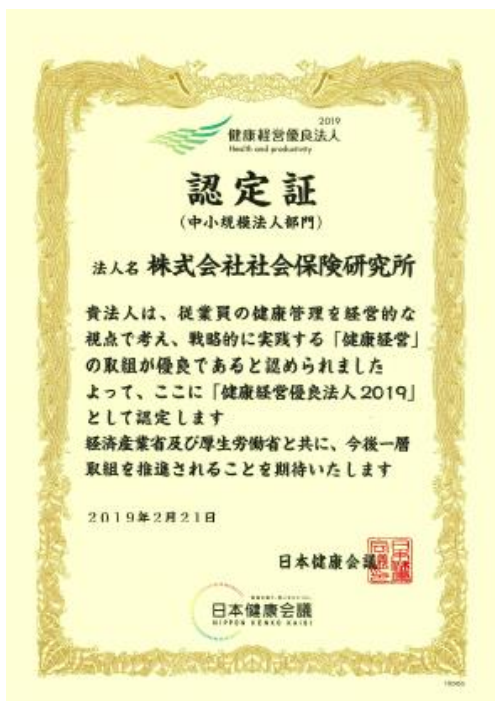 2019
健康経営優良法人
Health and productivity
認定証
(中小規模法人部門)
法人名 株式会社社会保険研究所
貴法人は、従業員の健康管理を経営的な
視点で考え、戦略的に実践する「健康経営」
の取組が優良であると認められました
よって、ここに「健康経営優良法人2019」
として認定します
経済産業省及び厚生労働省と共に、今後一層
取組を推進されることを期待いたします
2019年2月21日
日本健康会議
日本健康会議
NIPPON KENKO KAIGI